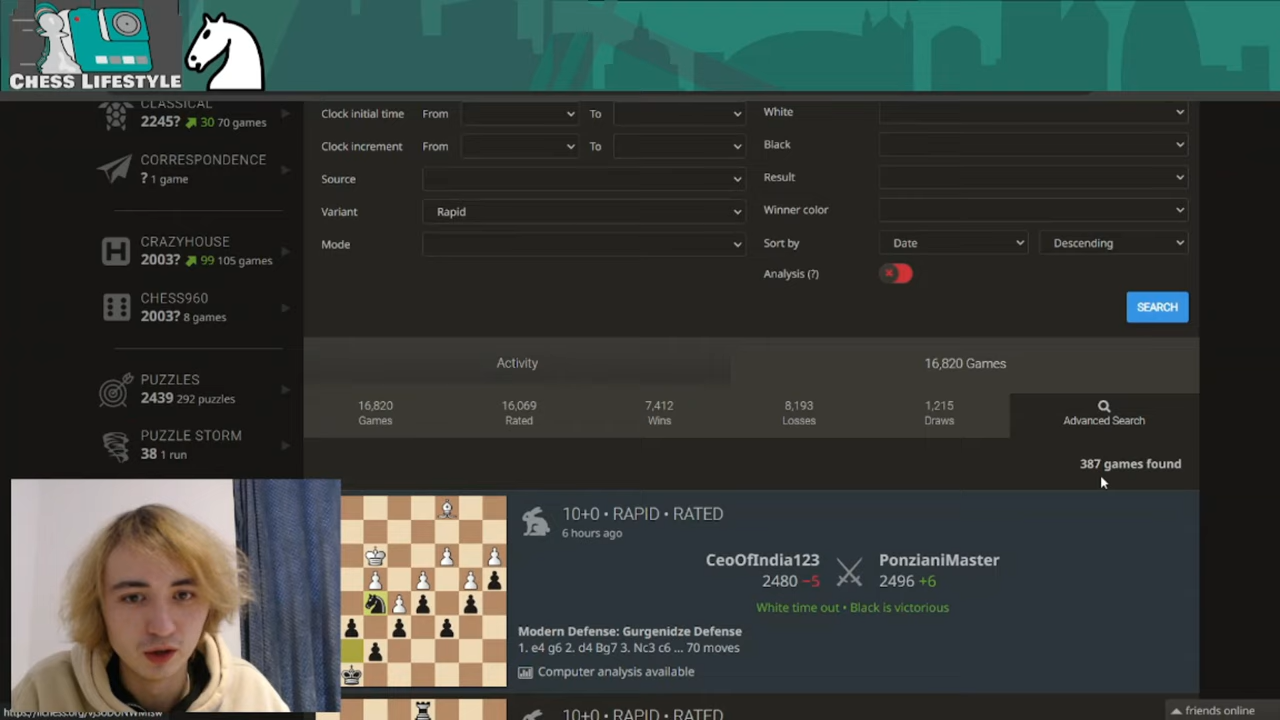 CHESS LIFESTYLE
CLASSICAL
2245? 30 70 games
CORRESPONDENCE
? 1 game
CRAZYHOUSE
2003? 99 105 games
CHESS960
2003? 8 games
PUZZLES
2439 292 puzzles
PUZZLE STORM
38 1 run
Clock initial time From To
Clock increment From To
Source
Variant Rapid
Mode
White
Black
Result
Winner color
Sort by Date Descending
Analysis (?)
SEARCH
Activity 16,820 Games
16,820 16,069 7,412 8,193 1,215
Games Rated Wins Losses Draws Advanced Search
387 games found
10+0 • RAPID • RATED
6 hours ago
CeoOfIndia123 PonzianiMaster
2480 −5 2496 +6
White time out • Black is victorious
Modern Defense: Gurgenidze Defense
1. e4 g6 2. d4 Bg7 3. Nc3 c6 ... 70 moves
Computer analysis available
10+0 • RAPID • RATED
friends online